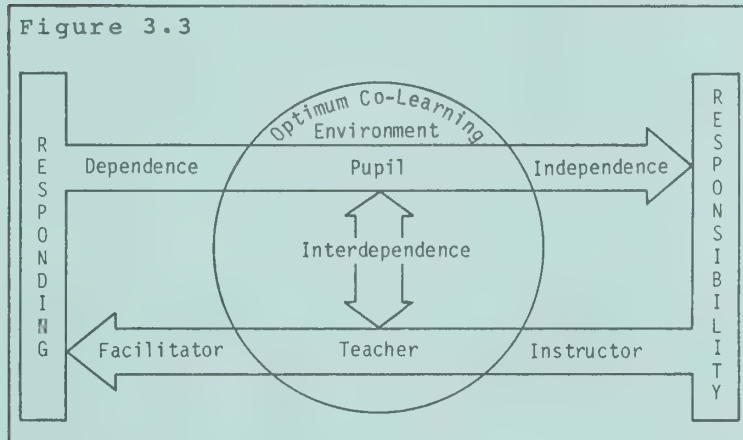 Figure 3.3
RESPONDING
Optimum Co-Learning
Environment
Dependence Pupil Independence
Interdependence
Facilitator Teacher Instructor
RESPONSIBILITY